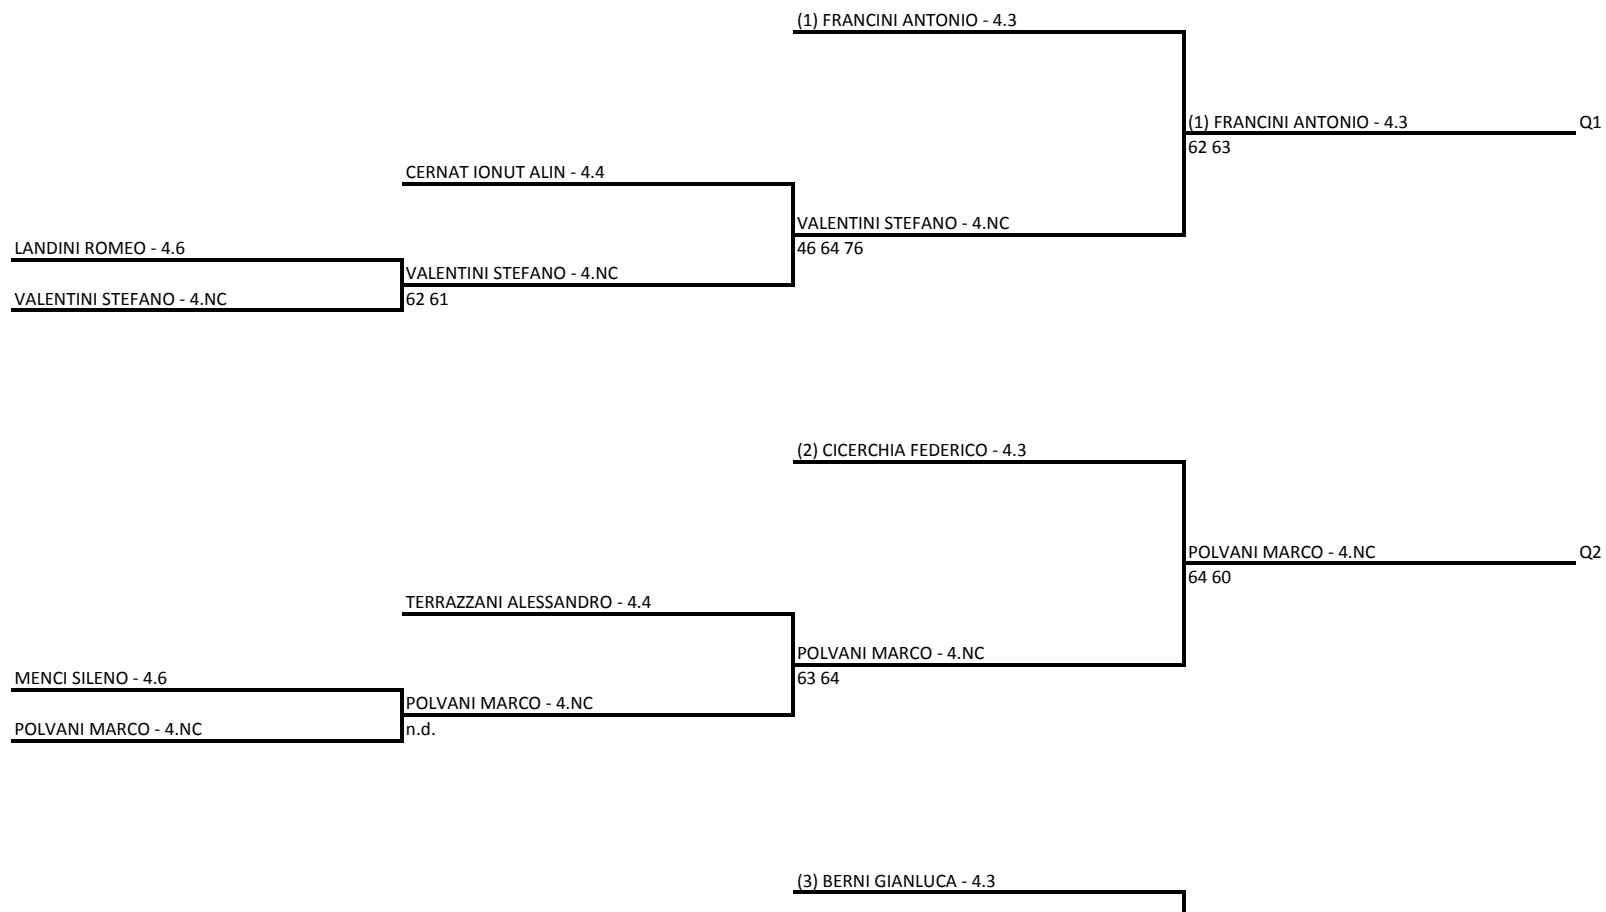 (1) FRANCINI ANTONIO - 4.3
(1) FRANCINI ANTONIO - 4.3
Q1
62 63
CERNAT IONUT ALIN - 4.4
VALENTINI STEFANO - 4.NC
46 64 76
LANDINI ROMEO - 4.6
VALENTINI STEFANO - 4.NC
62 61
VALENTINI STEFANO - 4.NC
(2) CICERCHIA FEDERICO - 4.3
POLVANI MARCO - 4.NC
Q2
64 60
TERRAZZANI ALESSANDRO - 4.4
POLVANI MARCO - 4.NC
63 64
MENCI SILENO - 4.6
POLVANI MARCO - 4.NC
n.d.
POLVANI MARCO - 4.NC
(3) BERNI GIANLUCA - 4.3